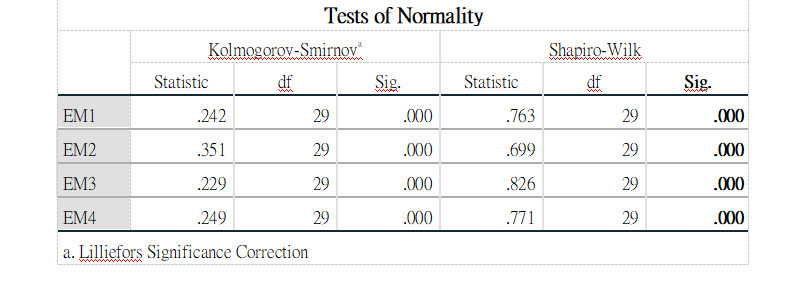 Tests of Normality
Kolmogorov-Smirnovᵃ Shapiro-Wilk
Statistic df Sig. Statistic df Sig.
EM1 .242 29 .000 .763 29 .000
EM2 .351 29 .000 .699 29 .000
EM3 .229 29 .000 .826 29 .000
EM4 .249 29 .000 .771 29 .000
a. Lilliefors Significance Correction